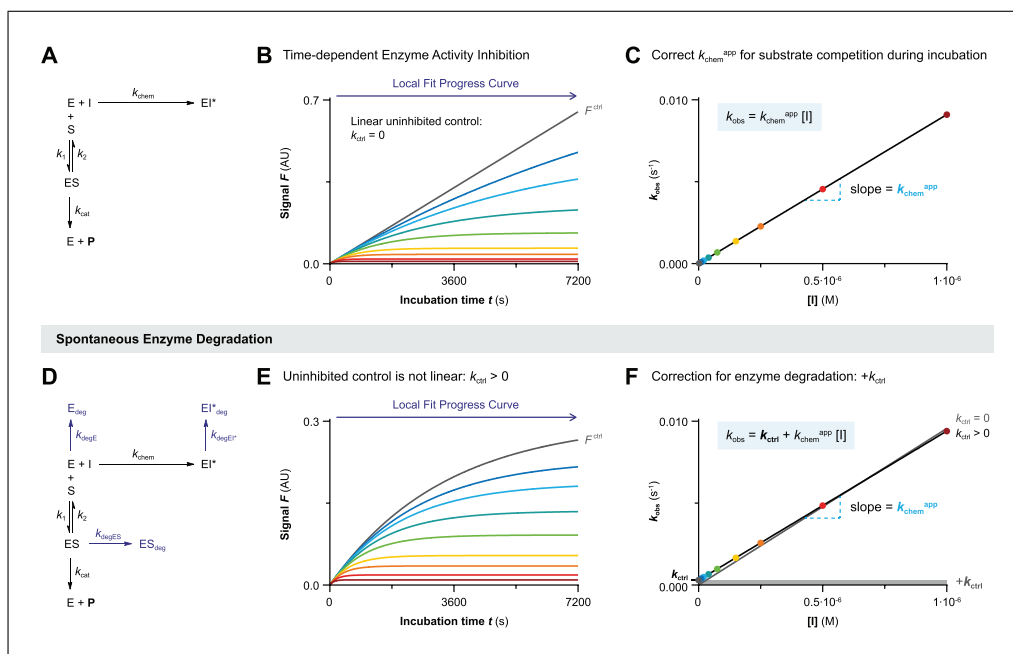 A
E + I
k_chem
EI*
+
S
k₁
k₂
ES
k_cat
E + P
B Time-dependent Enzyme Activity Inhibition
Local Fit Progress Curve
0.7
Linear uninhibited control:
k_ctrl = 0
F^ctrl
Signal F (AU)
0.0
0
3600
7200
Incubation time t (s)
C Correct k_chem^app for substrate competition during incubation
0.010
k_obs = k_chem^app [I]
k_obs (s⁻¹)
slope = k_chem^app
0.000
0
0.5·10⁻⁶
1·10⁻⁶
[I] (M)
Spontaneous Enzyme Degradation
D
E_deg
EI*_deg
k_degE
k_degEI*
E + I
k_chem
EI*
+
S
k₁
k₂
ES
k_degES
ES_deg
k_cat
E + P
E Uninhibited control is not linear: k_ctrl > 0
Local Fit Progress Curve
0.3
F^ctrl
Signal F (AU)
0.0
0
3600
7200
Incubation time t (s)
F Correction for enzyme degradation: +k_ctrl
0.010
k_ctrl = 0
k_ctrl > 0
k_obs = k_ctrl + k_chem^app [I]
k_obs (s⁻¹)
slope = k_chem^app
k_ctrl
+k_ctrl
0.000
0
0.5·10⁻⁶
1·10⁻⁶
[I] (M)